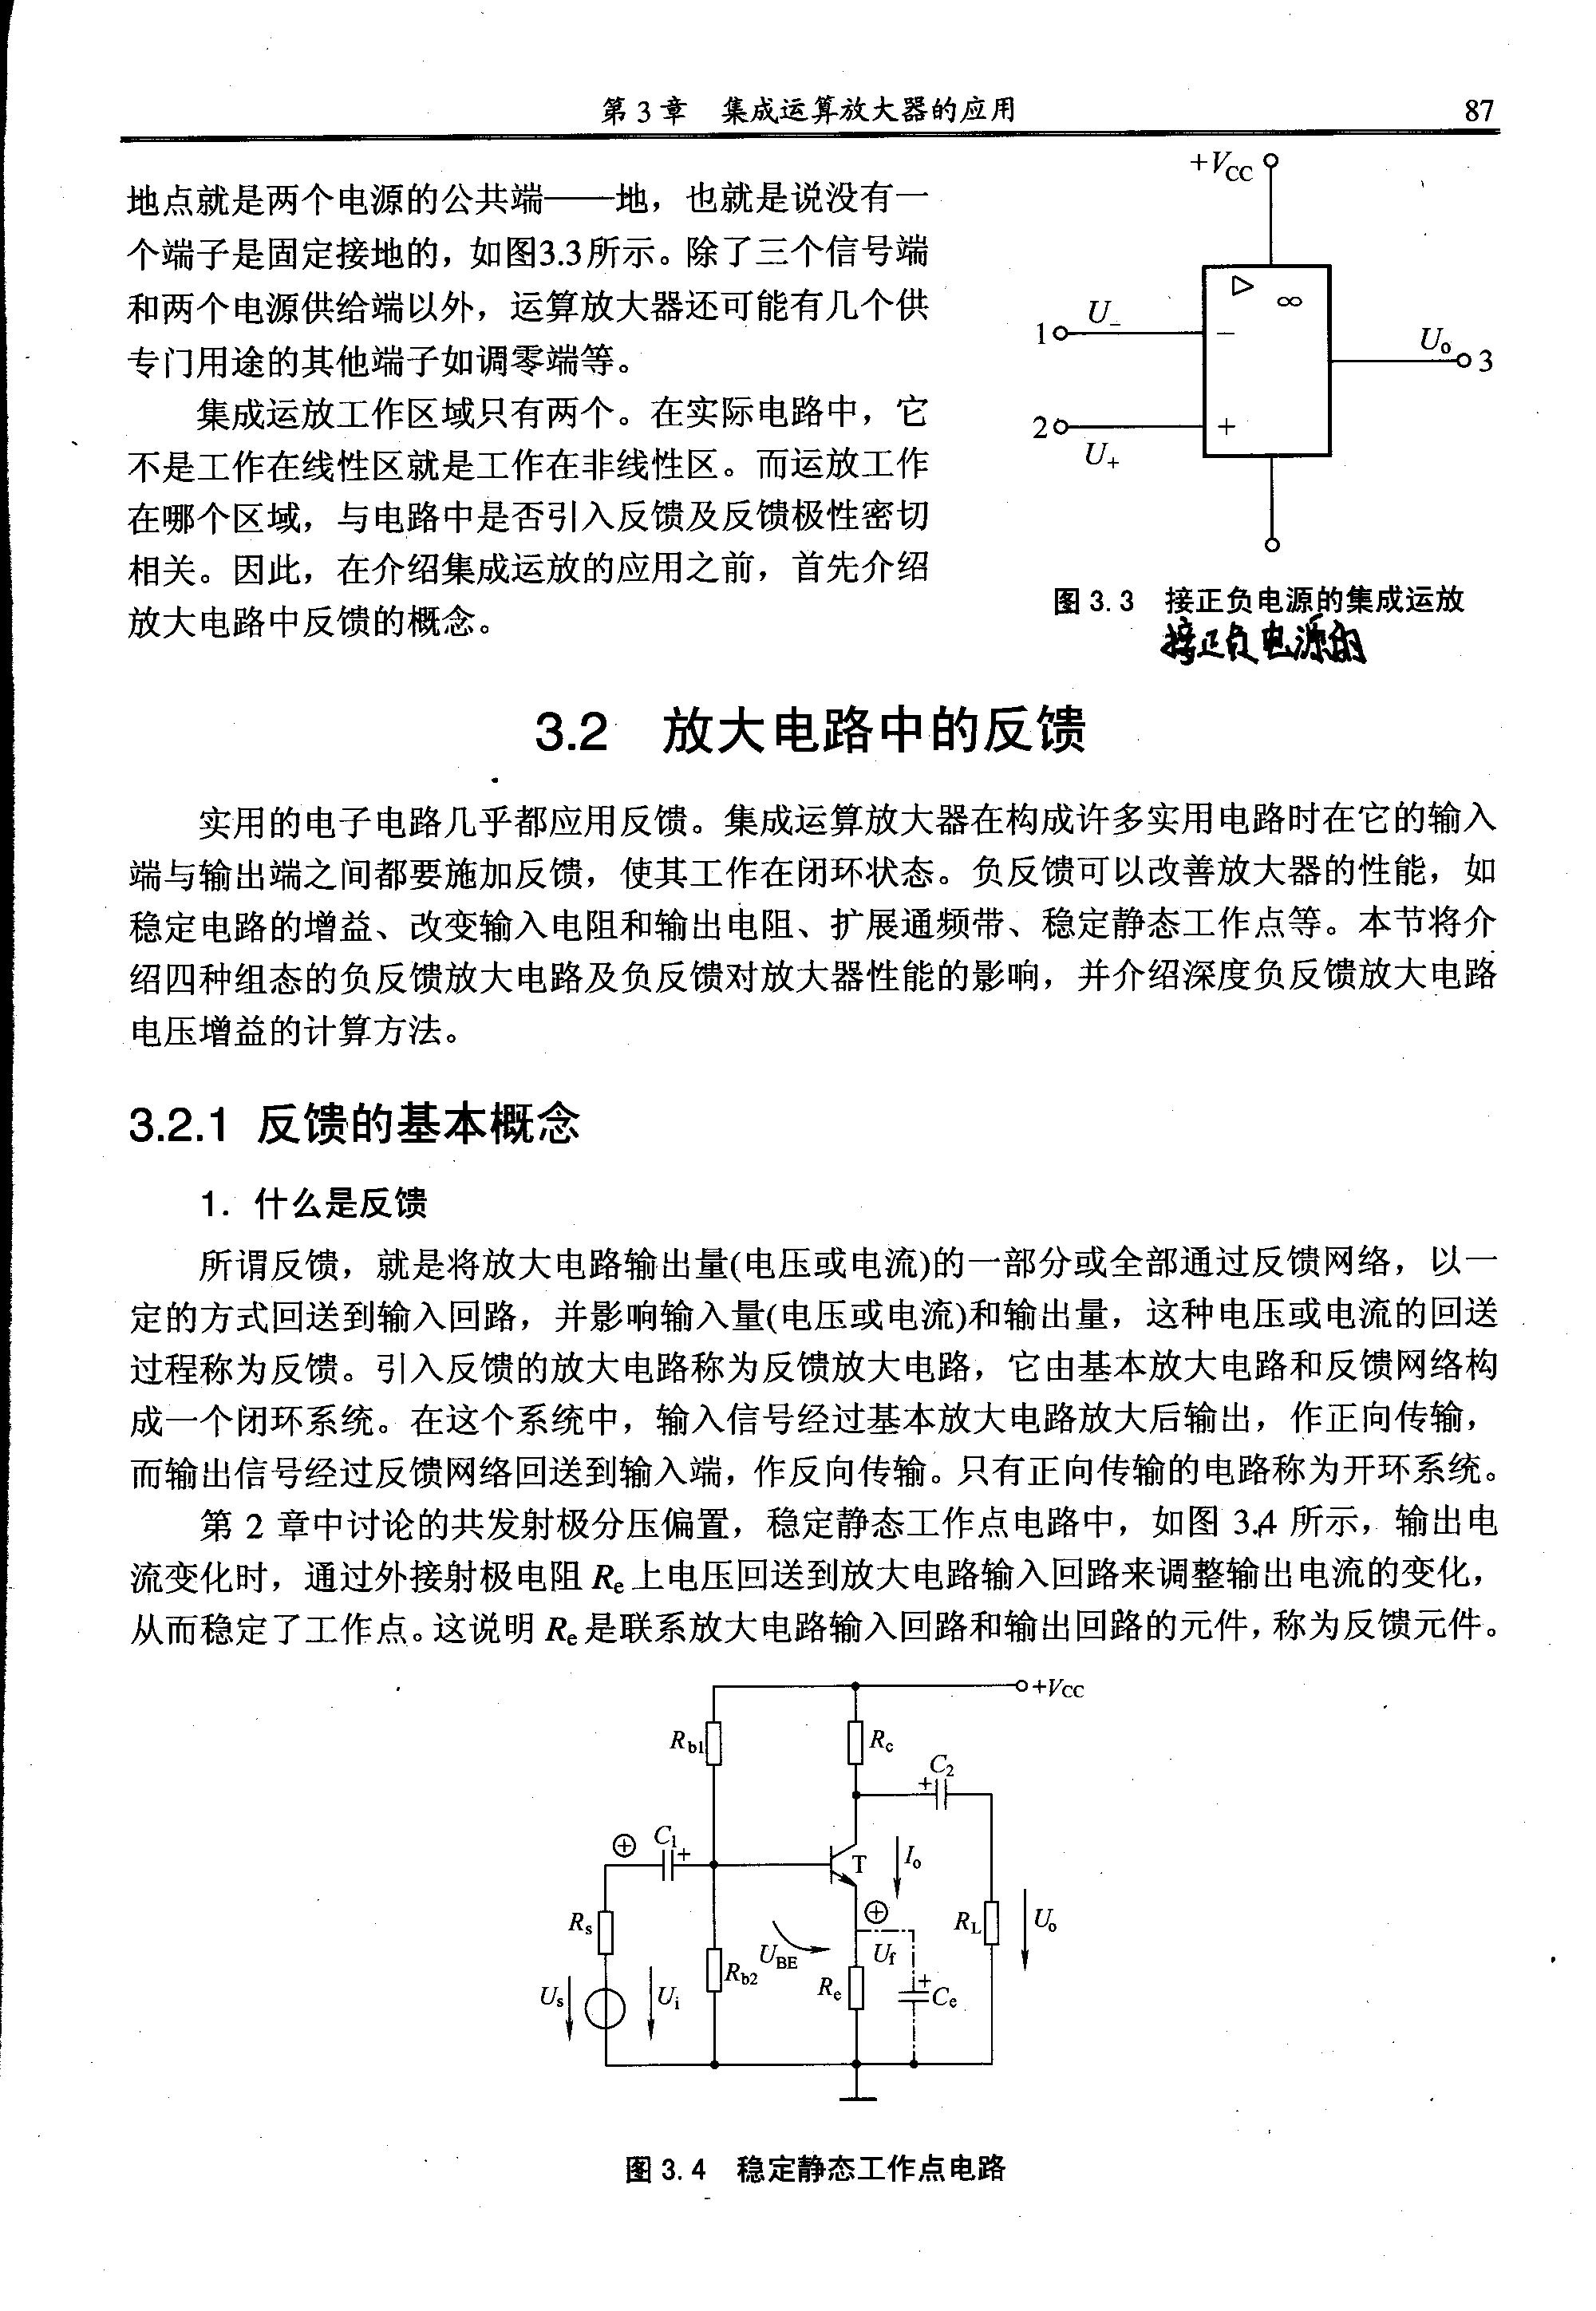 第3章 集成运算放大器的应用 87
地点就是两个电源的公共端——地，也就是说没有一
个端子是固定接地的，如图3.3所示。除了三个信号端
和两个电源供给端以外，运算放大器还可能有几个供
专门用途的其他端子如调零端等。
集成运放工作区域只有两个。在实际电路中，它
不是工作在线性区就是工作在非线性区。而运放工作
在哪个区域，与电路中是否引入反馈及反馈极性密切
相关。因此，在介绍集成运放的应用之前，首先介绍
放大电路中反馈的概念。
+VCC
▷ ∞
1 U− −
Uo 3
2 U+ +
图 3.3 接正负电源的集成运放
接正负电源的
3.2 放大电路中的反馈
实用的电子电路几乎都应用反馈。集成运算放大器在构成许多实用电路时在它的输入
端与输出端之间都要施加反馈，使其工作在闭环状态。负反馈可以改善放大器的性能，如
稳定电路的增益、改变输入电阻和输出电阻、扩展通频带、稳定静态工作点等。本节将介
绍四种组态的负反馈放大电路及负反馈对放大器性能的影响，并介绍深度负反馈放大电路
电压增益的计算方法。
3.2.1 反馈的基本概念
1. 什么是反馈
所谓反馈，就是将放大电路输出量(电压或电流)的一部分或全部通过反馈网络，以一
定的方式回送到输入回路，并影响输入量(电压或电流)和输出量，这种电压或电流的回送
过程称为反馈。引入反馈的放大电路称为反馈放大电路，它由基本放大电路和反馈网络构
成一个闭环系统。在这个系统中，输入信号经过基本放大电路放大后输出，作正向传输，
而输出信号经过反馈网络回送到输入端，作反向传输。只有正向传输的电路称为开环系统。
第 2 章中讨论的共发射极分压偏置，稳定静态工作点电路中，如图 3.4 所示，输出电
流变化时，通过外接射极电阻 Re 上电压回送到放大电路输入回路来调整输出电流的变化，
从而稳定了工作点。这说明 Re 是联系放大电路输入回路和输出回路的元件，称为反馈元件。
+VCC
Rb1 Rc
C2
+
⊕ C1 +
T Io
Rs ⊕ RL Uo
UBE Uf
Rb2 Re + Ce
Us Ui
图 3.4 稳定静态工作点电路